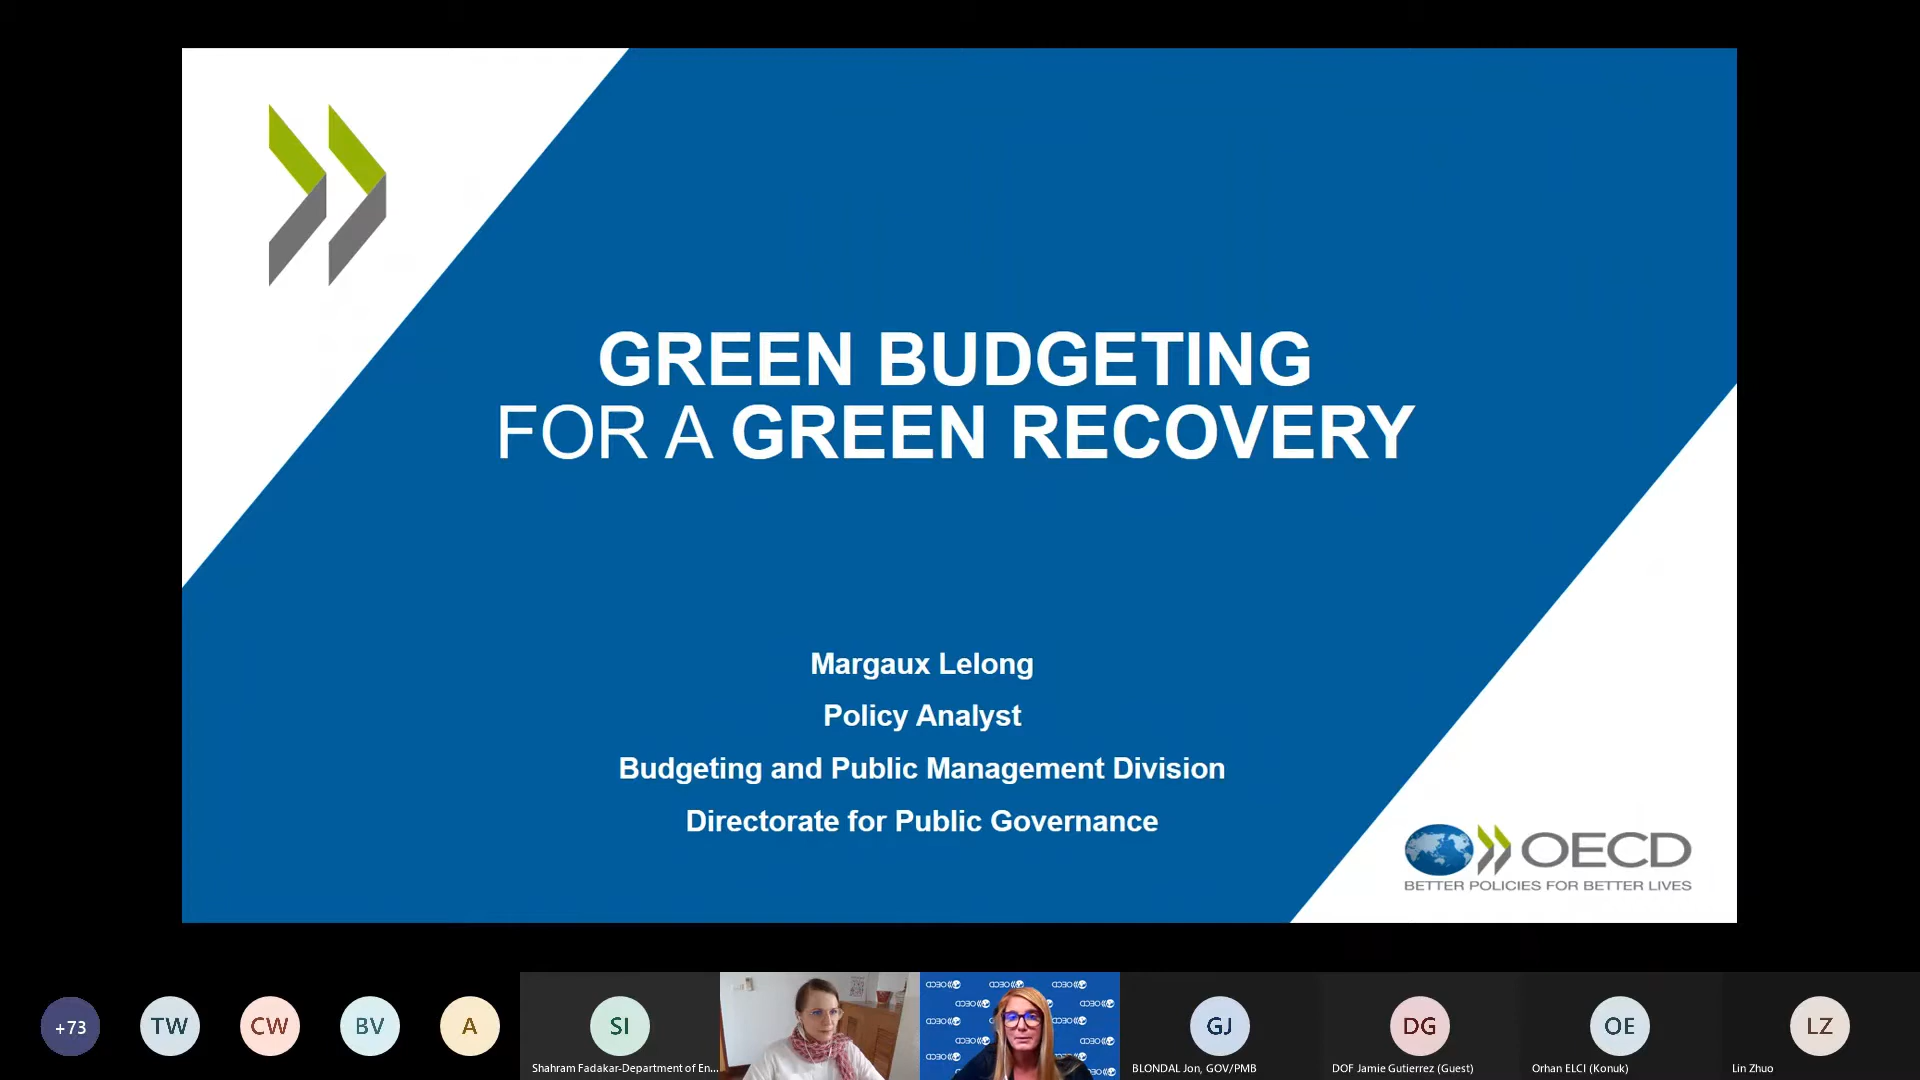 GREEN BUDGETING
FOR A GREEN RECOVERY
Margaux Lelong
Policy Analyst
Budgeting and Public Management Division
Directorate for Public Governance
OECD
BETTER POLICIES FOR BETTER LIVES
+73
TW
CW
BV
A
SI
Shahram Fadakar-Department of En...
GJ
BLONDAL Jon, GOV/PMB
DG
DOF Jamie Gutierrez (Guest)
OE
Orhan ELCI (Konuk)
LZ
Lin Zhuo